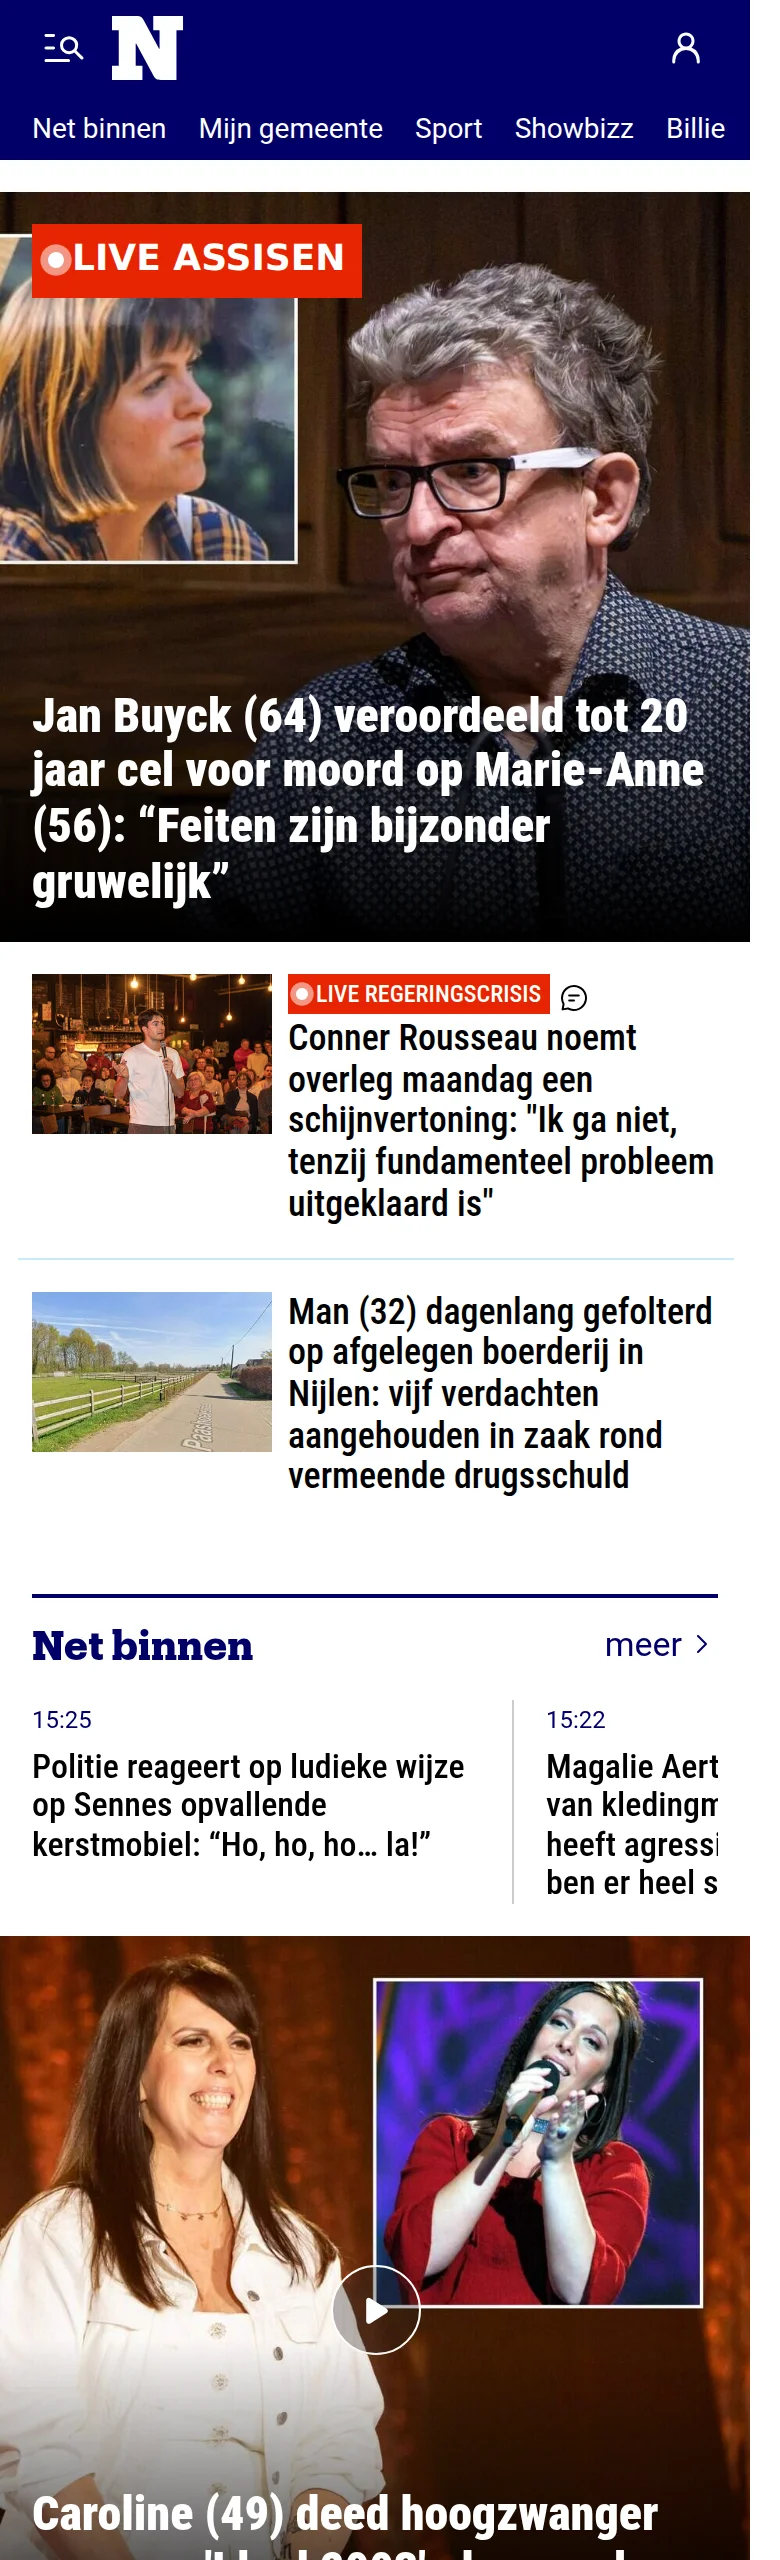 N
Net binnen Mijn gemeente Sport Showbizz Billie
LIVE ASSISEN
Jan Buyck (64) veroordeeld tot 20
jaar cel voor moord op Marie-Anne
(56): “Feiten zijn bijzonder
gruwelijk”
LIVE REGERINGSCRISIS
Conner Rousseau noemt
overleg maandag een
schijnvertoning: "Ik ga niet,
tenzij fundamenteel probleem
uitgeklaard is"
Man (32) dagenlang gefolterd
op afgelegen boerderij in
Nijlen: vijf verdachten
aangehouden in zaak rond
vermeende drugsschuld
Net binnen
meer
15:25
Politie reageert op ludieke wijze
op Sennes opvallende
kerstmobiel: “Ho, ho, ho… la!”
15:22
Magalie Aert
van kleding
heeft agressi
ben er heel s
Caroline (49) deed hoogzwanger